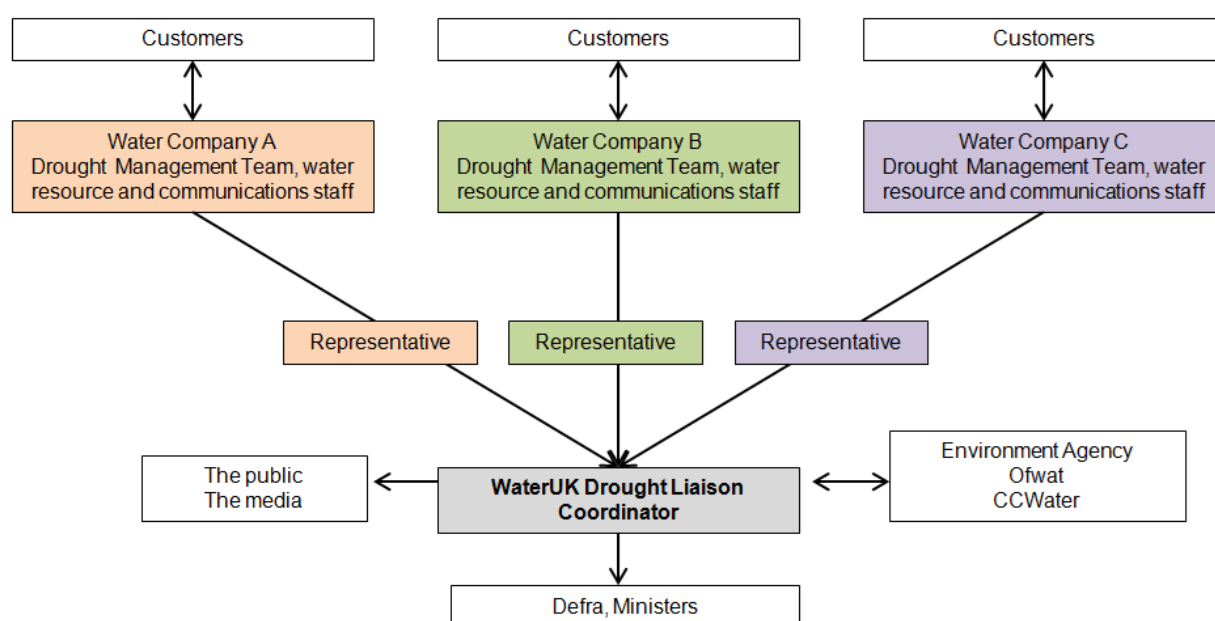 Customers
Customers
Customers
Water Company A
Drought Management Team, water
resource and communications staff
Water Company B
Drought Management Team, water
resource and communications staff
Water Company C
Drought Management Team, water
resource and communications staff
Representative
Representative
Representative
The public
The media
WaterUK Drought Liaison
Coordinator
Environment Agency
Ofwat
CCWater
Defra, Ministers